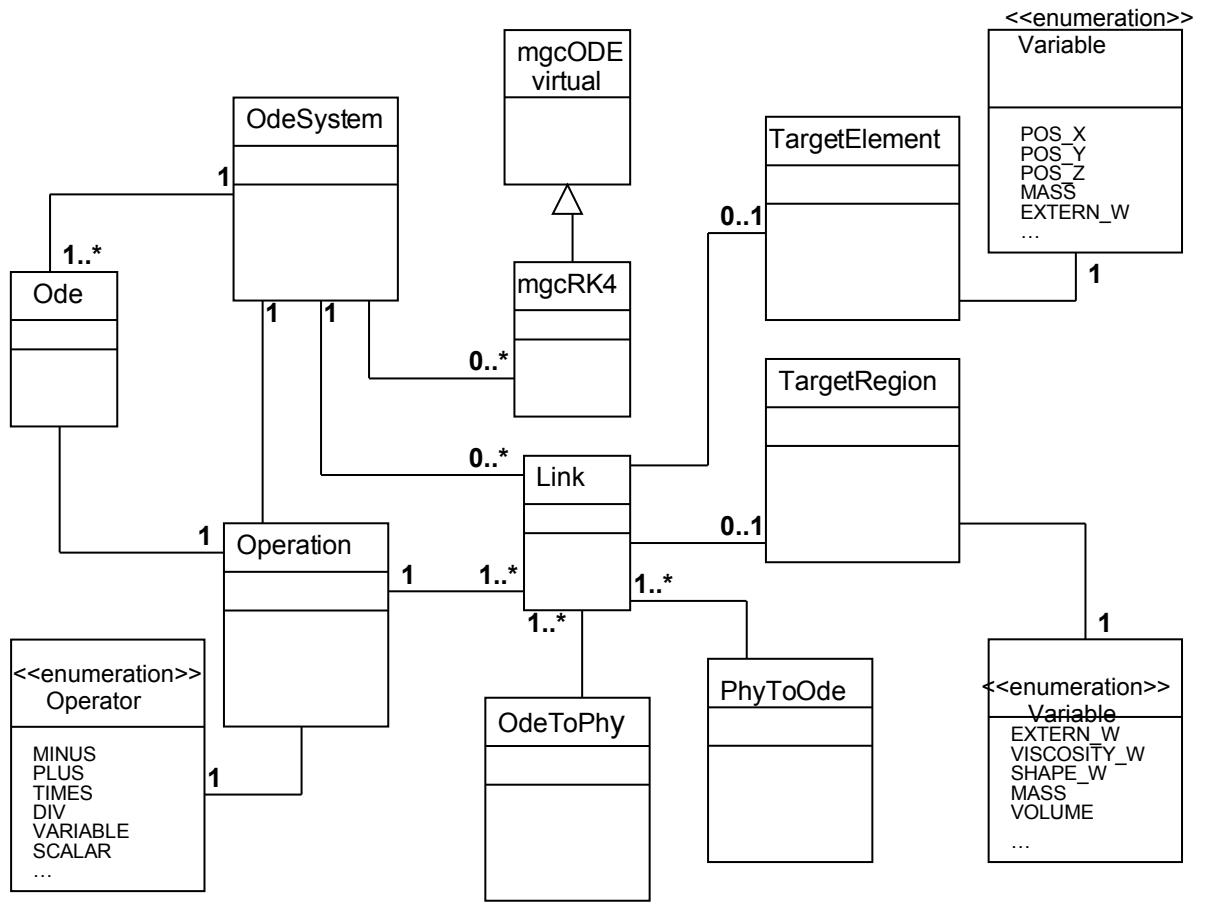 <<enumeration>>
Variable
POS_X
POS_Y
POS_Z
MASS
EXTERN_W
…
mgcODE
virtual
OdeSystem
TargetElement
1
0..1
1..*
1
Ode
mgcRK4
1
1
0..*
TargetRegion
0..*
Link
0..1
1
Operation
1
1..*
1..*
1..*
1
<<enumeration>>
Operator
MINUS
PLUS
TIMES
DIV
VARIABLE
SCALAR
…
1
OdeToPhy
PhyToOde
<<enumeration>>
Variable
EXTERN_W
VISCOSITY_W
SHAPE_W
MASS
VOLUME
…